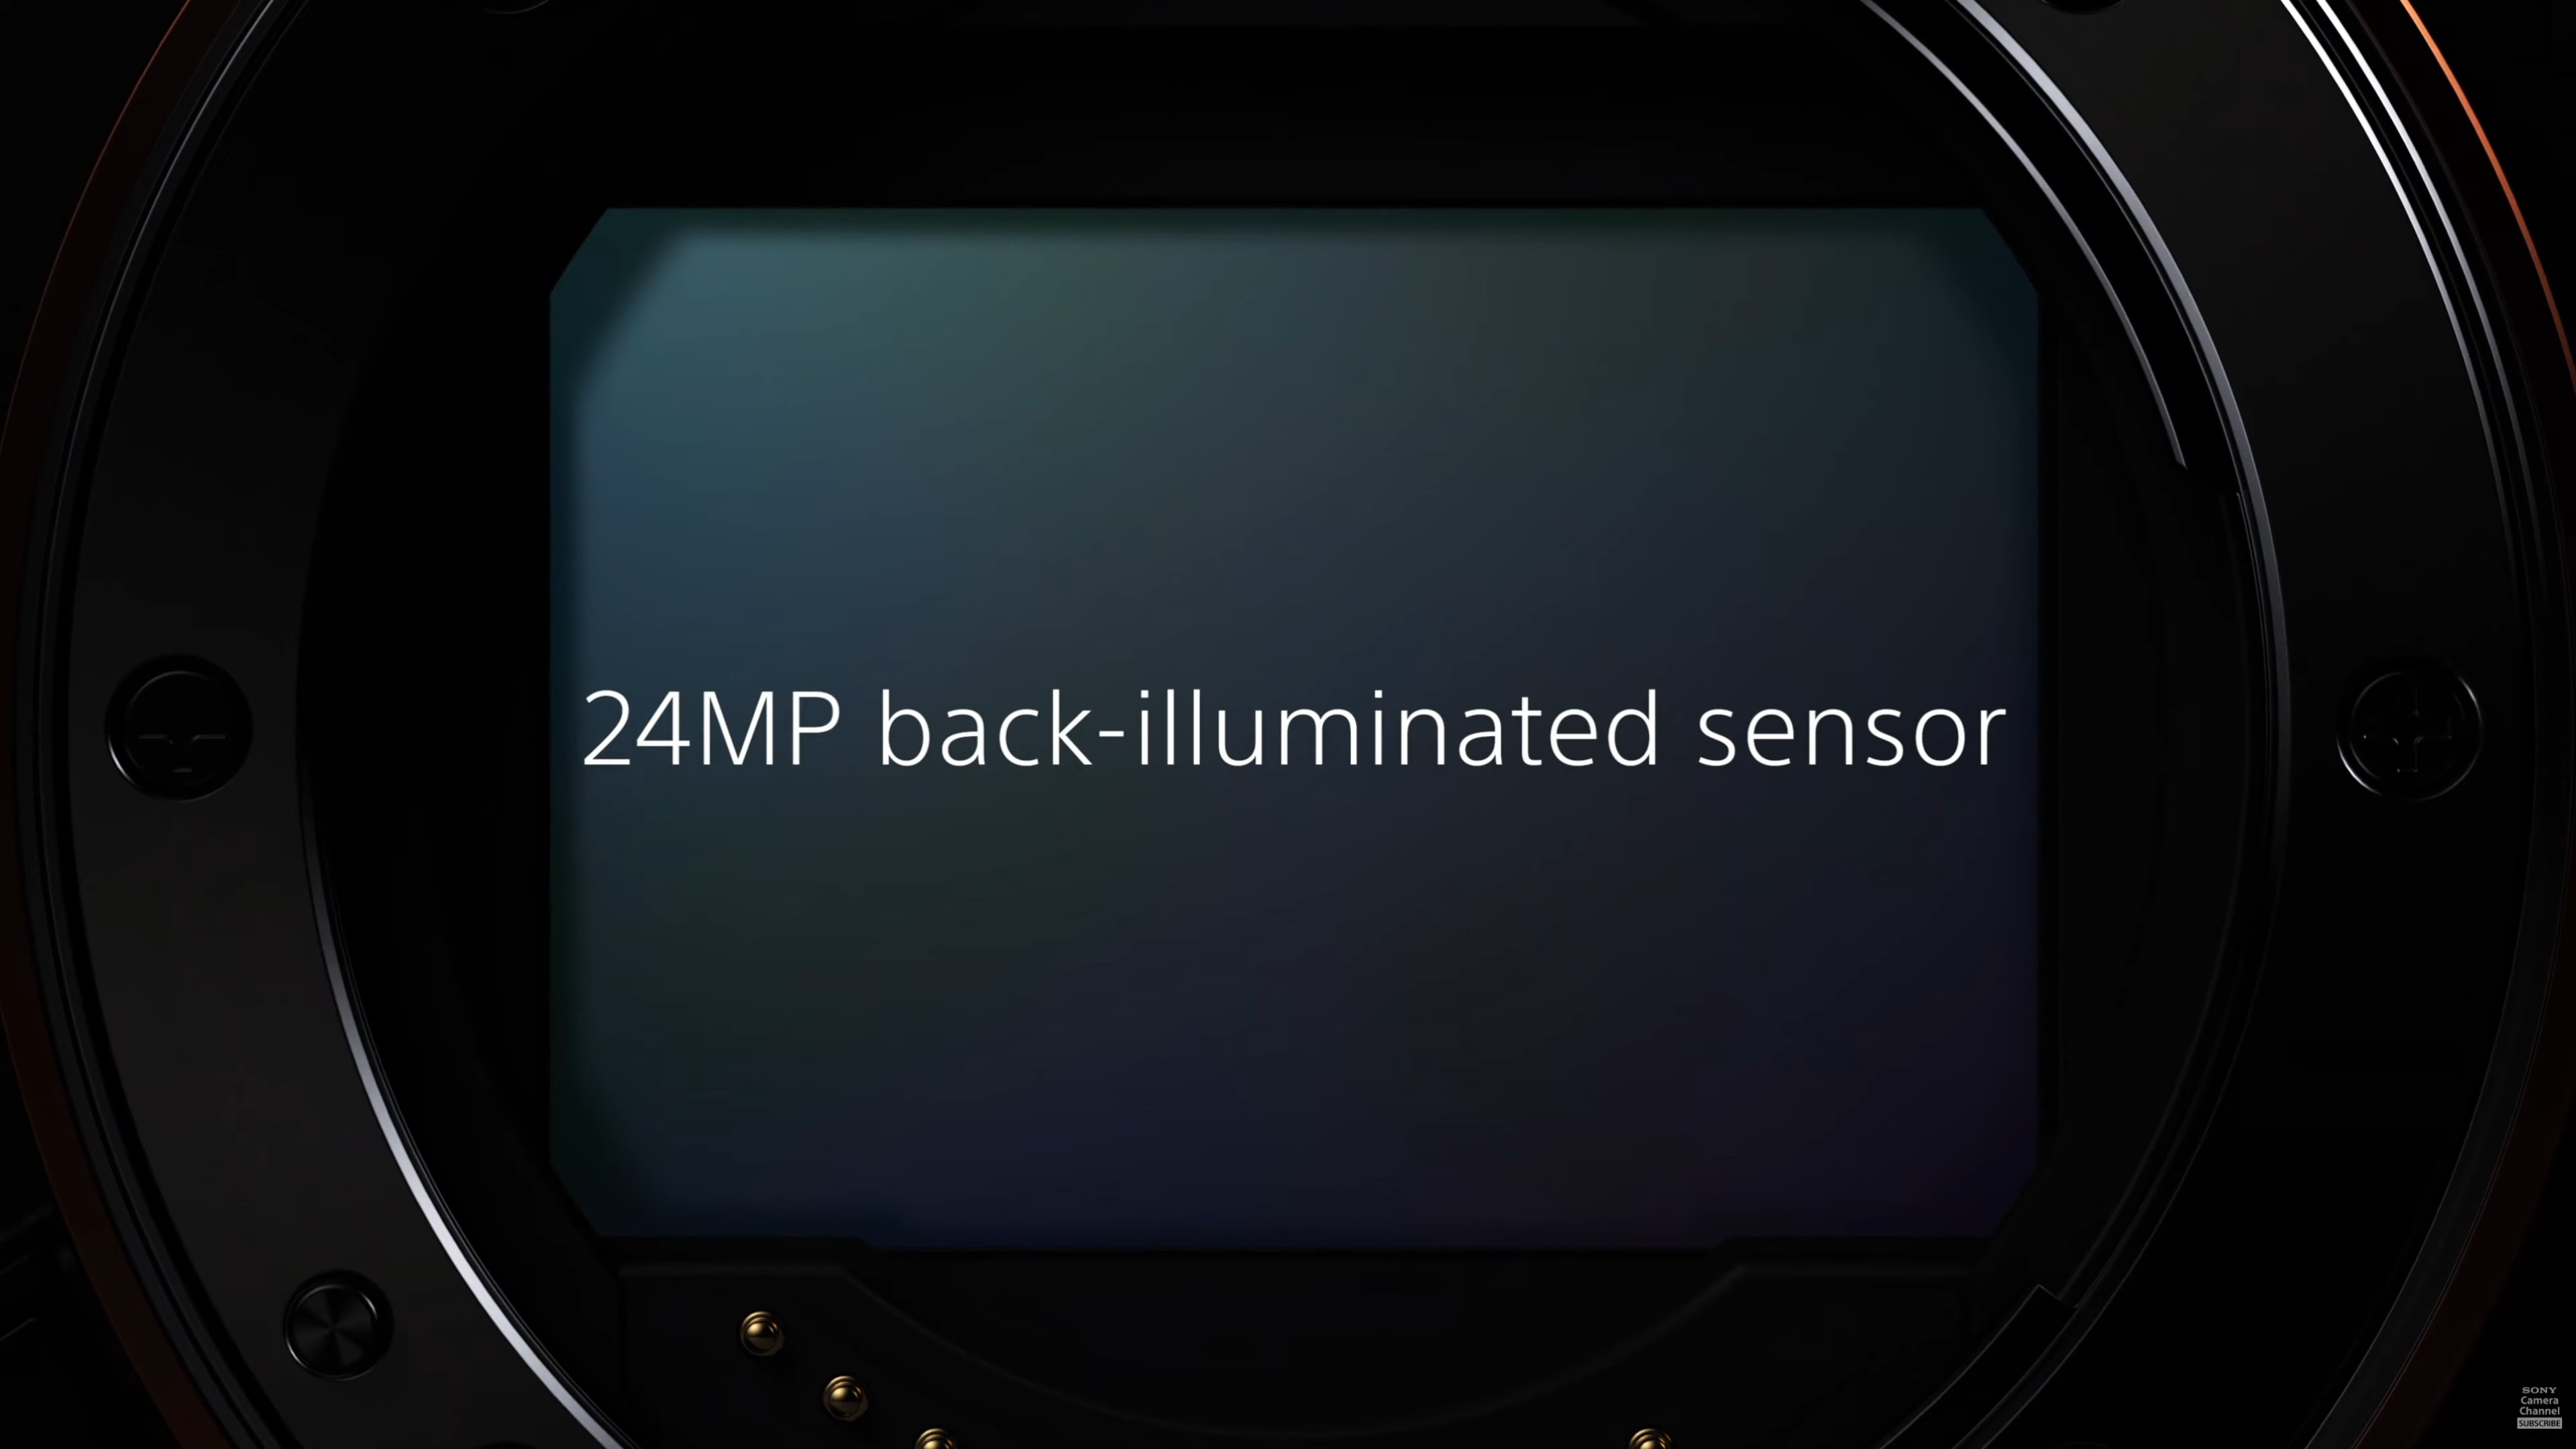 24MP back-illuminated sensor
SONY
Camera
Channel
SUBSCRIBE